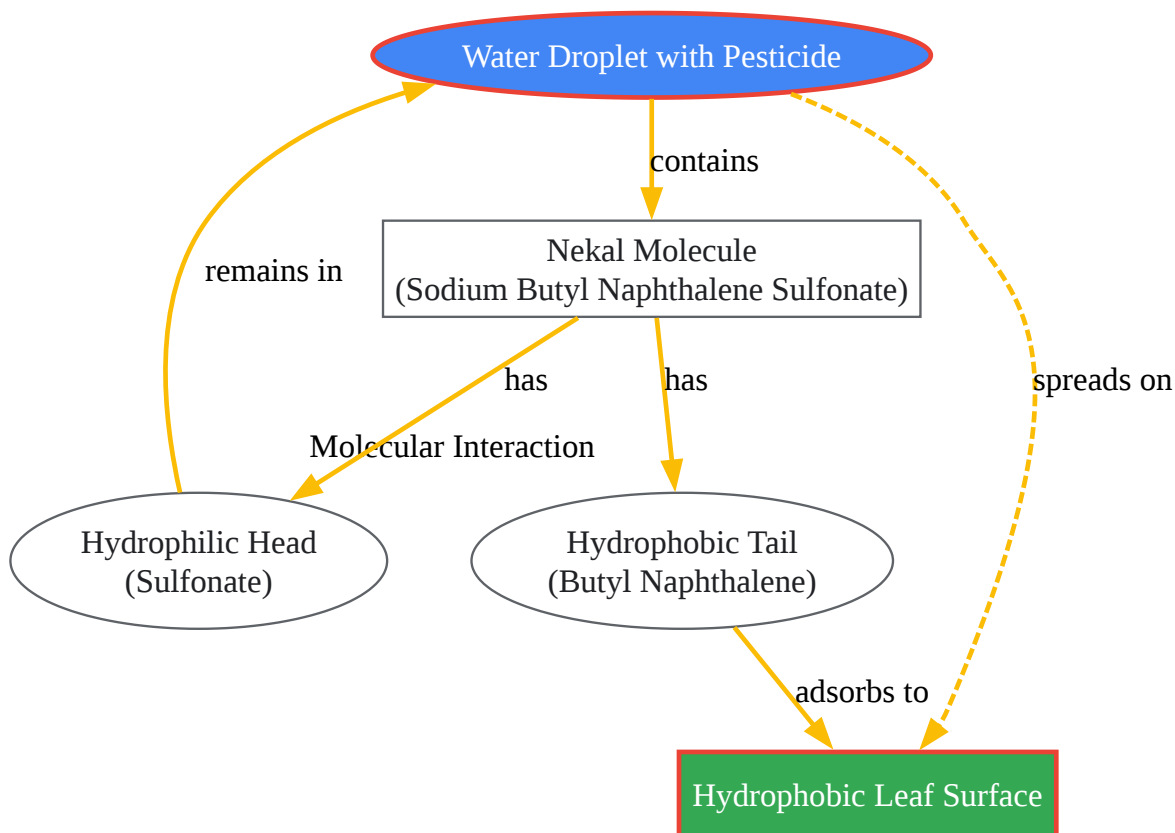 Water Droplet with Pesticide
contains
Nekal Molecule
(Sodium Butyl Naphthalene Sulfonate)
remains in
has
has
spreads on
Molecular Interaction
Hydrophilic Head
(Sulfonate)
Hydrophobic Tail
(Butyl Naphthalene)
adsorbs to
Hydrophobic Leaf Surface